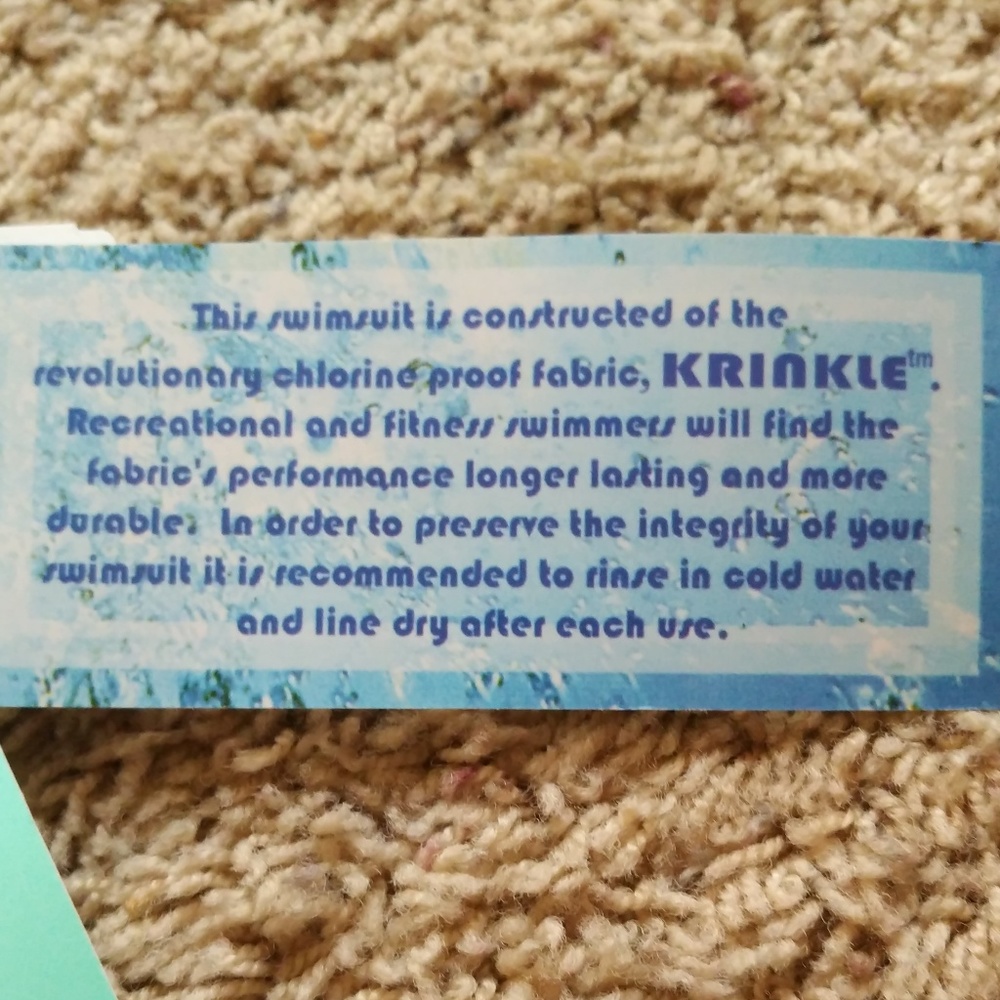 This swimsuit is constructed of the
revolutionary chlorine proof fabric, KRINKLE™.
Recreational and fitness swimmers will find the
fabric's performance longer lasting and more
durable. In order to preserve the integrity of your
swimsuit it is recommended to rinse in cold water
and line dry after each use.